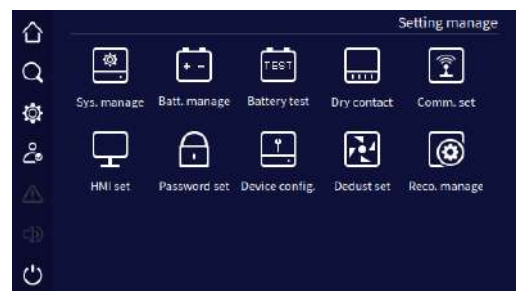 Setting manage
TEST
Sys. manage Batt. manage Battery test Dry contact Comm. set
HMI set Password set Device config. Dedust set Reco. manage